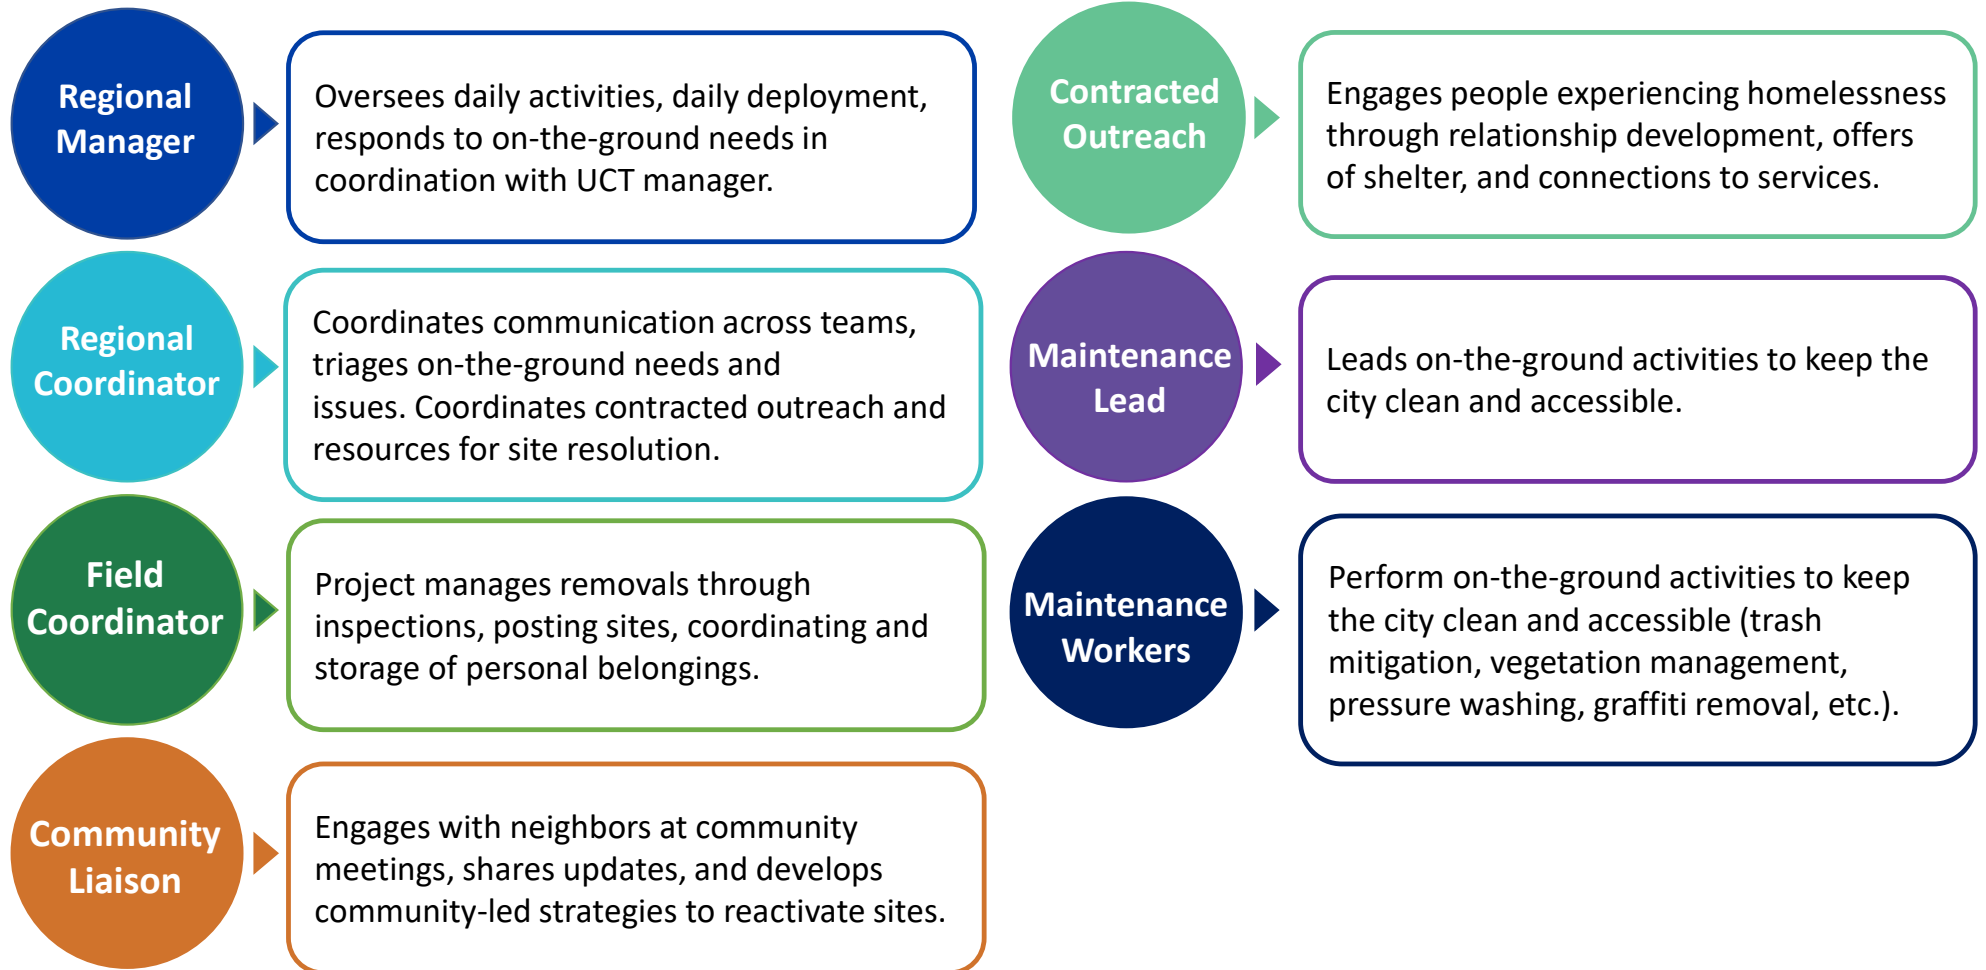 Regional
Manager
Oversees daily activities, daily deployment,
responds to on-the-ground needs in
coordination with UCT manager.
Regional
Coordinator
Coordinates communication across teams,
triages on-the-ground needs and
issues. Coordinates contracted outreach and
resources for site resolution.
Field
Coordinator
Project manages removals through
inspections, posting sites, coordinating and
storage of personal belongings.
Community
Liaison
Engages with neighbors at community
meetings, shares updates, and develops
community-led strategies to reactivate sites.
Contracted
Outreach
Engages people experiencing homelessness
through relationship development, offers
of shelter, and connections to services.
Maintenance
Lead
Leads on-the-ground activities to keep the
city clean and accessible.
Maintenance
Workers
Perform on-the-ground activities to keep
the city clean and accessible (trash
mitigation, vegetation management,
pressure washing, graffiti removal, etc.).